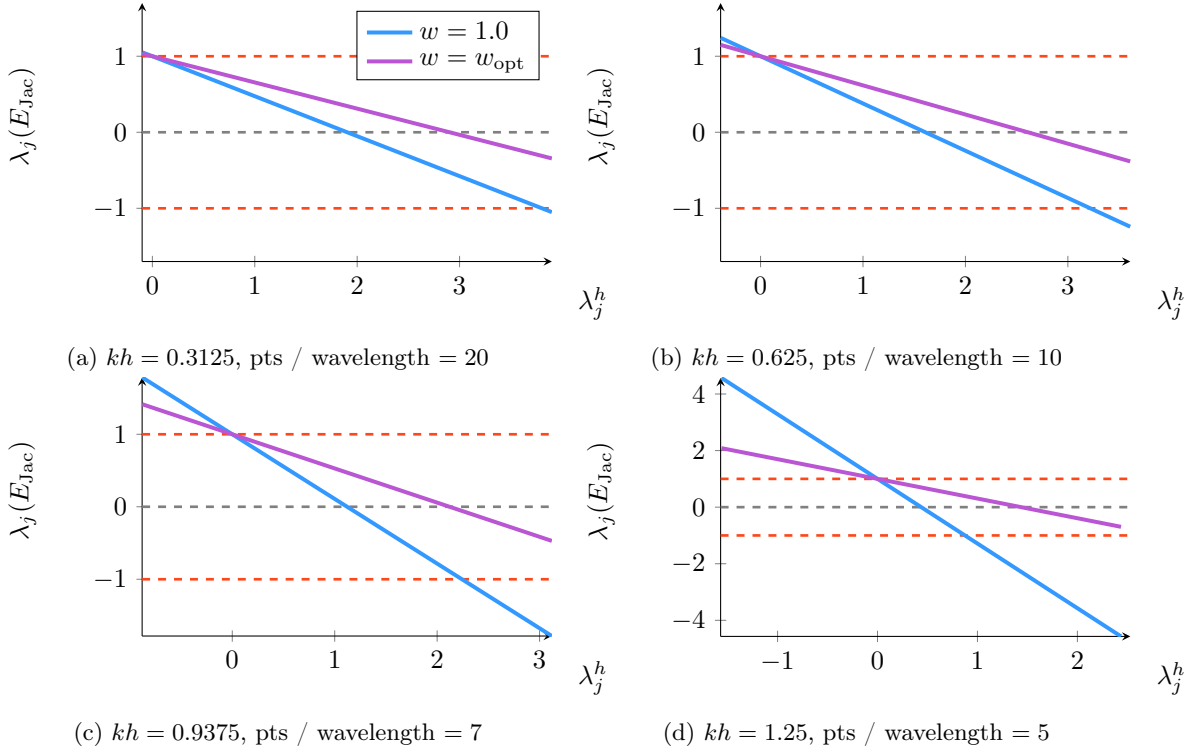 1
0
−1
λ_j(E_Jac)
w = 1.0
w = w_opt
0 1 2 3
λ_j^h
(a) kh = 0.3125, pts / wavelength = 20
1
0
−1
λ_j(E_Jac)
0 1 2 3
λ_j^h
(b) kh = 0.625, pts / wavelength = 10
1
0
−1
λ_j(E_Jac)
0 1 2 3
λ_j^h
(c) kh = 0.9375, pts / wavelength = 7
4
2
0
−2
−4
λ_j(E_Jac)
−1 0 1 2
λ_j^h
(d) kh = 1.25, pts / wavelength = 5